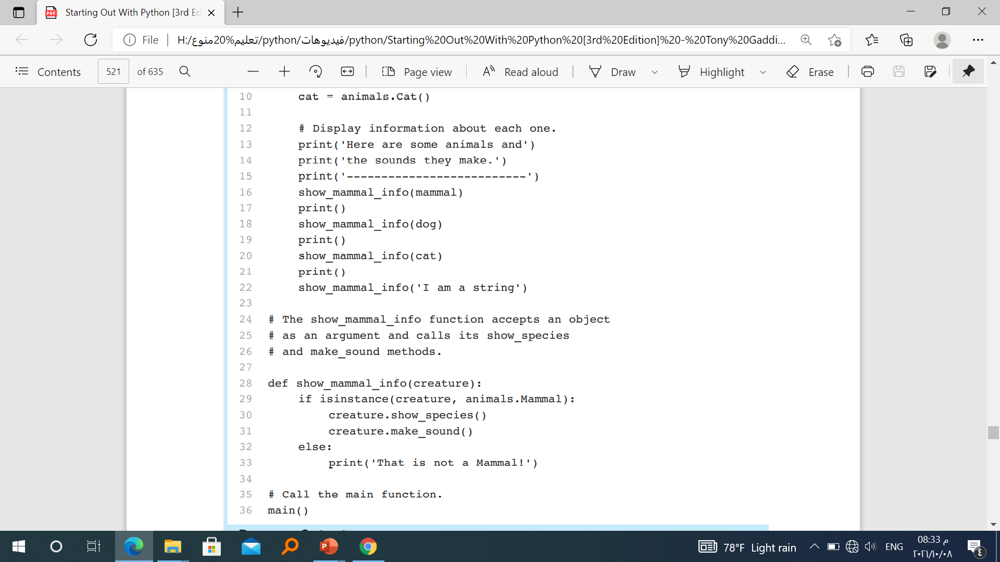 Starting Out With Python [3rd Ed
File
H:/تعليم%20منوع/python/فيديوهات/python/Starting%20Out%20With%20Python%20[3rd%20Edition]%20-%20Tony%20Gaddi...
Contents
521 of 635
Page view
Read aloud
Draw
Highlight
Erase
10 cat = animals.Cat()
11
12 # Display information about each one.
13 print('Here are some animals and')
14 print('the sounds they make.')
15 print('--------------------------')
16 show_mammal_info(mammal)
17 print()
18 show_mammal_info(dog)
19 print()
20 show_mammal_info(cat)
21 print()
22 show_mammal_info('I am a string')
23
24 # The show_mammal_info function accepts an object
25 # as an argument and calls its show_species
26 # and make_sound methods.
27
28 def show_mammal_info(creature):
29 if isinstance(creature, animals.Mammal):
30 creature.show_species()
31 creature.make_sound()
32 else:
33 print('That is not a Mammal!')
34
35 # Call the main function.
36 main()
78°F Light rain
ENG
08:33 م
٢٠٢١/١٠/٠٨
٤